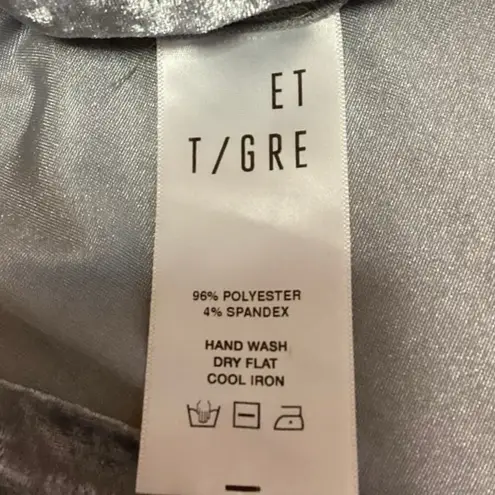 ET
T/GRE
96% POLYESTER
4% SPANDEX
HAND WASH
DRY FLAT
COOL IRON